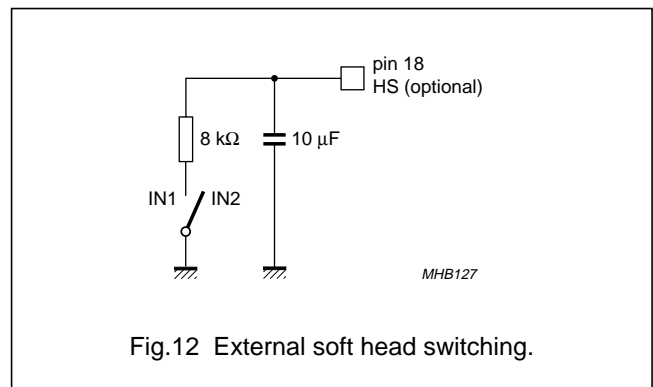 pin 18
HS (optional)
8 kΩ
10 μF
IN1
IN2
MHB127
Fig.12 External soft head switching.